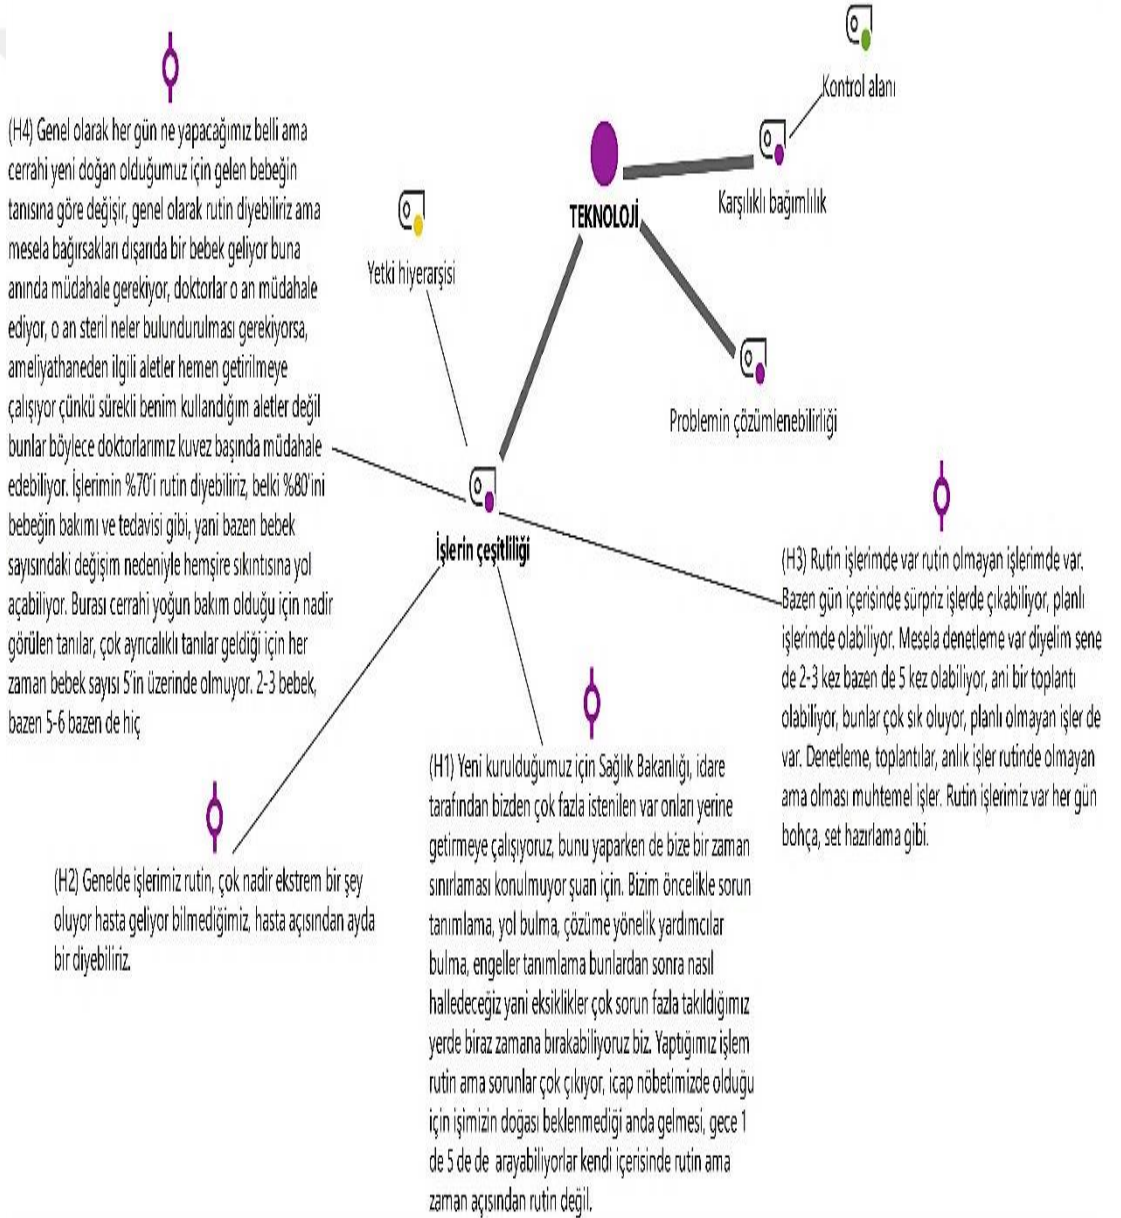 Kontrol alanı
Karşılıklı bağımlılık
TEKNOLOJİ
Yetki hiyerarşisi
Problemin çözümlenebilirliği
İşlerin çeşitliliği
(H4) Genel olarak her gün ne yapacağımız belli ama
cerrahi yeni doğan olduğumuz için gelen bebeğin
tanısına göre değişir, genel olarak rutin diyebiliriz ama
mesela bağırsakları dışarıda bir bebek geliyor buna
anında müdahale gerekiyor, doktorlar o an müdahale
ediyor, o an steril neler bulundurulması gerekiyorsa,
ameliyathaneden ilgili aletler hemen getirilmeye
çalışıyor çünkü sürekli benim kullandığım aletler değil
bunlar böylece doktorlarımız kuvez başında müdahale
edebiliyor. İşlerimin %70'i rutin diyebiliriz, belki %80'ini
bebeğin bakımı ve tedavisi gibi, yani bazen bebek
sayısındaki değişim nedeniyle hemşire sıkıntısına yol
açabiliyor. Burası cerrahi yoğun bakım olduğu için nadir
görülen tanılar, çok ayrıcalıklı tanılar geldiği için her
zaman bebek sayısı 5'in üzerinde olmuyor. 2-3 bebek,
bazen 5-6 bazen de hiç
(H3) Rutin işlerimde var rutin olmayan işlerimde var.
Bazen gün içerisinde sürpriz işlerde çıkabiliyor, planlı
işlerimde olabiliyor. Mesela denetleme var diyelim sene
de 2-3 kez bazen de 5 kez olabiliyor, ani bir toplantı
olabiliyor, bunlar çok sık oluyor, planlı olmayan işler de
var. Denetleme, toplantılar, anlık işler rutinde olmayan
ama olması muhtemel işler. Rutin işlerimiz var her gün
bohça, set hazırlama gibi.
(H2) Genelde işlerimiz rutin, çok nadir ekstrem bir şey
oluyor hasta geliyor bilmediğimiz, hasta açısından ayda
bir diyebiliriz.
(H1) Yeni kurulduğumuz için Sağlık Bakanlığı, idare
tarafından bizden çok fazla istenilen var onları yerine
getirmeye çalışıyoruz, bunu yaparken de bize bir zaman
sınırlaması konulmuyor şuan için. Bizim öncelikle sorun
tanımlama, yol bulma, çözüme yönelik yardımcılar
bulma, engeller tanımlama bunlardan sonra nasıl
halledeceğiz yani eksiklikler çok sorun fazla takıldığımız
yerde biraz zamana bırakabiliyoruz biz. Yaptığımız işlem
rutin ama sorunlar çok çıkıyor, icap nöbetimizde olduğu
için işimizin doğası beklenmediği anda gelmesi, gece 1
de 5 de de arayabiliyorlar kendi içerisinde rutin ama
zaman açısından rutin değil.